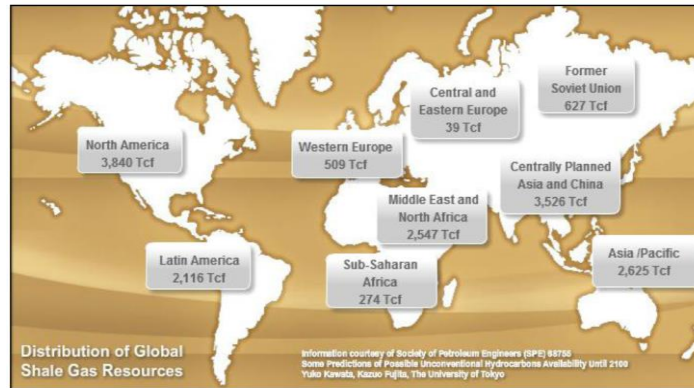 Former
Soviet Union
627 Tcf
Central and
Eastern Europe
39 Tcf
North America
3,840 Tcf
Western Europe
509 Tcf
Centrally Planned
Asia and China
3,526 Tcf
Middle East and
North Africa
2,547 Tcf
Latin America
2,116 Tcf
Sub-Saharan
Africa
274 Tcf
Asia /Pacific
2,625 Tcf
Distribution of Global
Shale Gas Resources
Information courtesy of Society of Petroleum Engineers (SPE) 68755
Some Predictions of Possible Unconventional Hydrocarbons Availability Until 2100
Yuko Kawata, Kazuo Fujita, The University of Tokyo